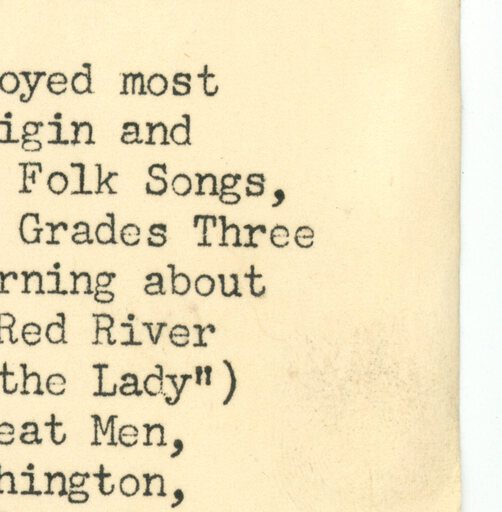 oyed most
igin and
Folk Songs,
Grades Three
rning about
Red River
the Lady")
eat Men,
hington,